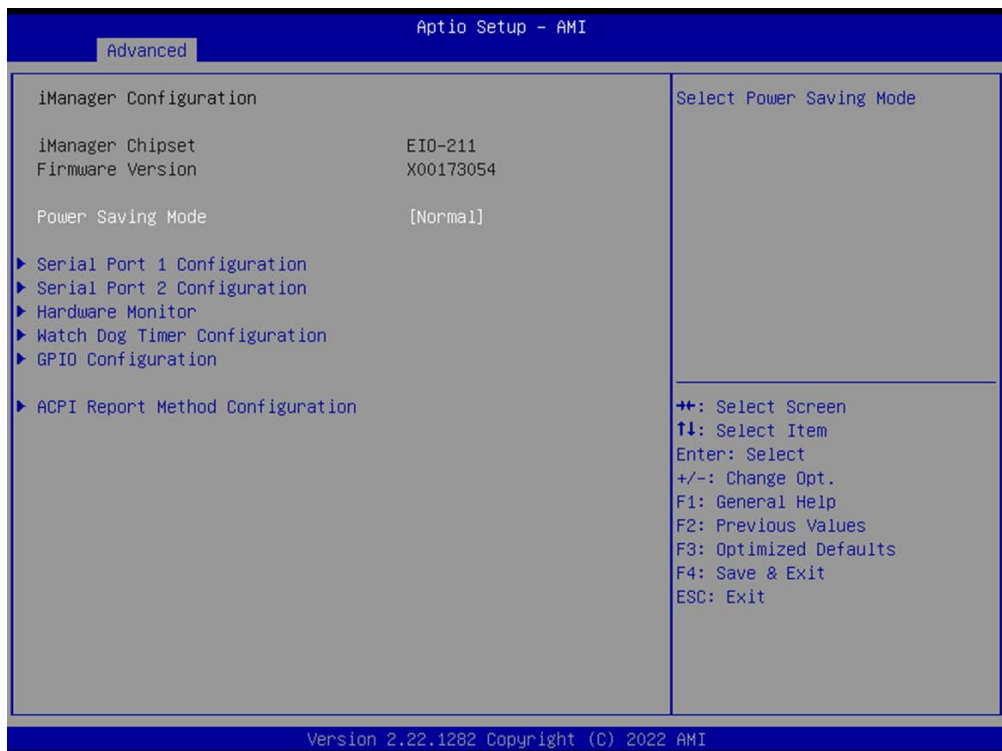 Aptio Setup – AMI
Advanced
iManager Configuration
iManager Chipset EIO-211
Firmware Version X00173054
Power Saving Mode [Normal]
▶ Serial Port 1 Configuration
▶ Serial Port 2 Configuration
▶ Hardware Monitor
▶ Watch Dog Timer Configuration
▶ GPIO Configuration
▶ ACPI Report Method Configuration
Select Power Saving Mode
→←: Select Screen
↑↓: Select Item
Enter: Select
+/-: Change Opt.
F1: General Help
F2: Previous Values
F3: Optimized Defaults
F4: Save & Exit
ESC: Exit
Version 2.22.1282 Copyright (C) 2022 AMI